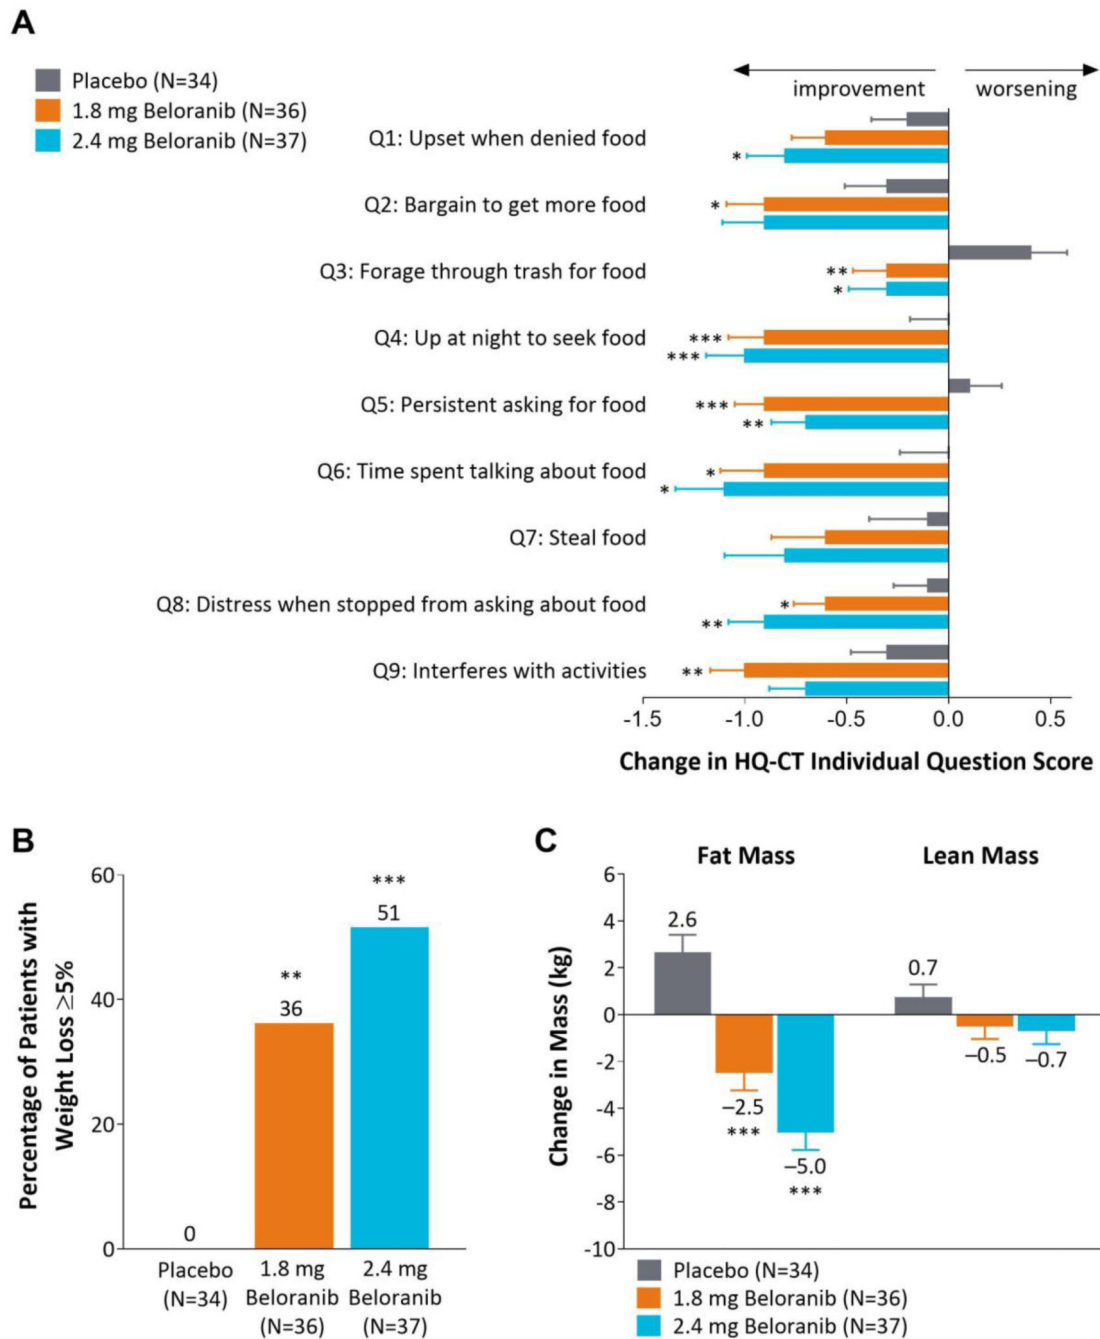 A
Placebo (N=34)
1.8 mg Beloranib (N=36)
2.4 mg Beloranib (N=37)
improvement worsening
Q1: Upset when denied food
*
Q2: Bargain to get more food
*
Q3: Forage through trash for food
**
*
Q4: Up at night to seek food
***
***
Q5: Persistent asking for food
***
**
Q6: Time spent talking about food
*
*
Q7: Steal food
Q8: Distress when stopped from asking about food
*
**
Q9: Interferes with activities
**
-1.5 -1.0 -0.5 0.0 0.5
Change in HQ-CT Individual Question Score
B
Percentage of Patients with
Weight Loss ≥5%
60
40
20
0
0
**
36
***
51
Placebo
(N=34)
1.8 mg
Beloranib
(N=36)
2.4 mg
Beloranib
(N=37)
C
Fat Mass Lean Mass
Change in Mass (kg)
6
4
2
0
-2
-4
-6
-8
-10
2.6
–2.5
***
–5.0
***
0.7
–0.5
–0.7
Placebo (N=34)
1.8 mg Beloranib (N=36)
2.4 mg Beloranib (N=37)